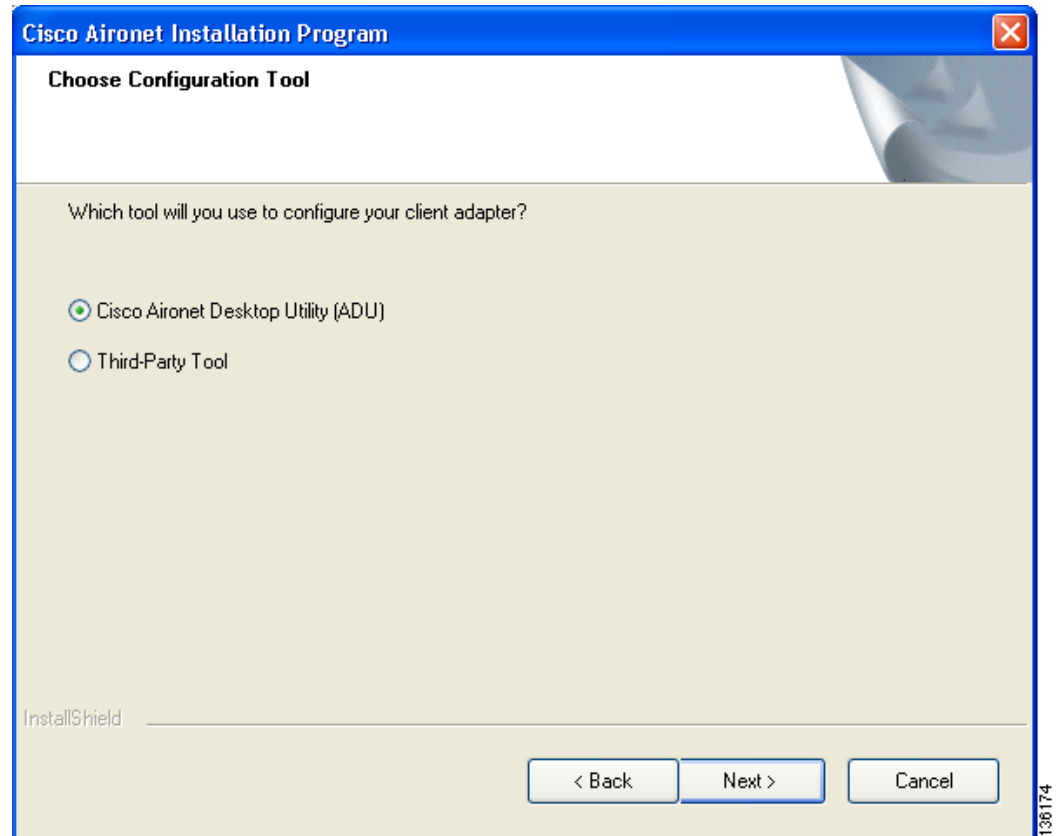 Cisco Aironet Installation Program
Choose Configuration Tool
Which tool will you use to configure your client adapter?
Cisco Aironet Desktop Utility (ADU)
Third-Party Tool
InstallShield
< Back
Next >
Cancel
136174